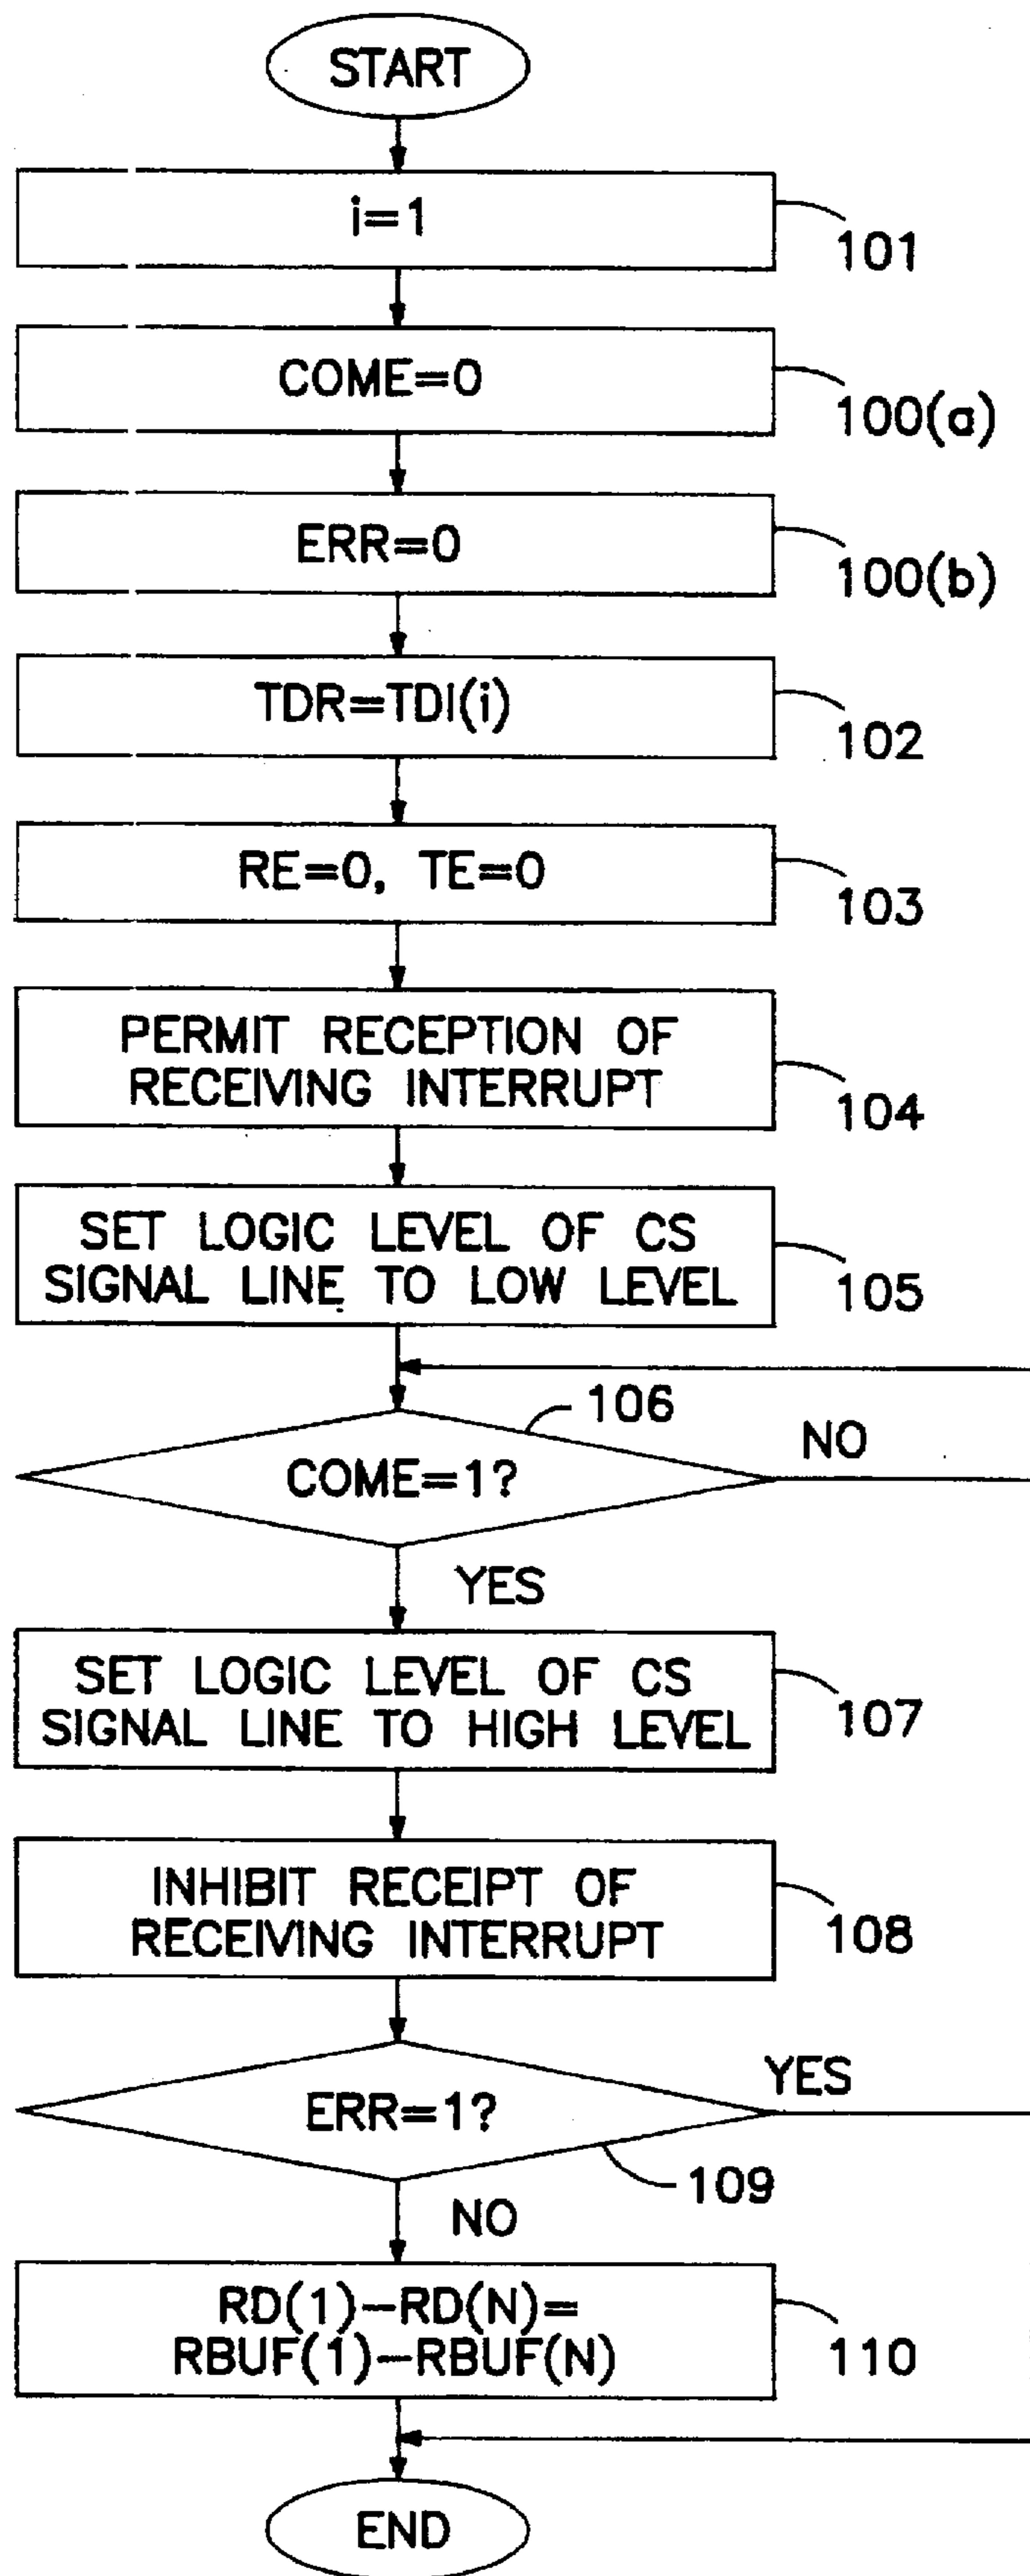 START
i=1
101
COME=0
100(a)
ERR=0
100(b)
TDR=TDI(i)
102
RE=0, TE=0
103
PERMIT RECEPTION OF
RECEIVING INTERRUPT
104
SET LOGIC LEVEL OF CS
SIGNAL LINE TO LOW LEVEL
105
106
COME=1?
NO
YES
SET LOGIC LEVEL OF CS
SIGNAL LINE TO HIGH LEVEL
107
INHIBIT RECEIPT OF
RECEIVING INTERRUPT
108
ERR=1?
YES
109
NO
RD(1)–RD(N)=
RBUF(1)–RBUF(N)
110
END